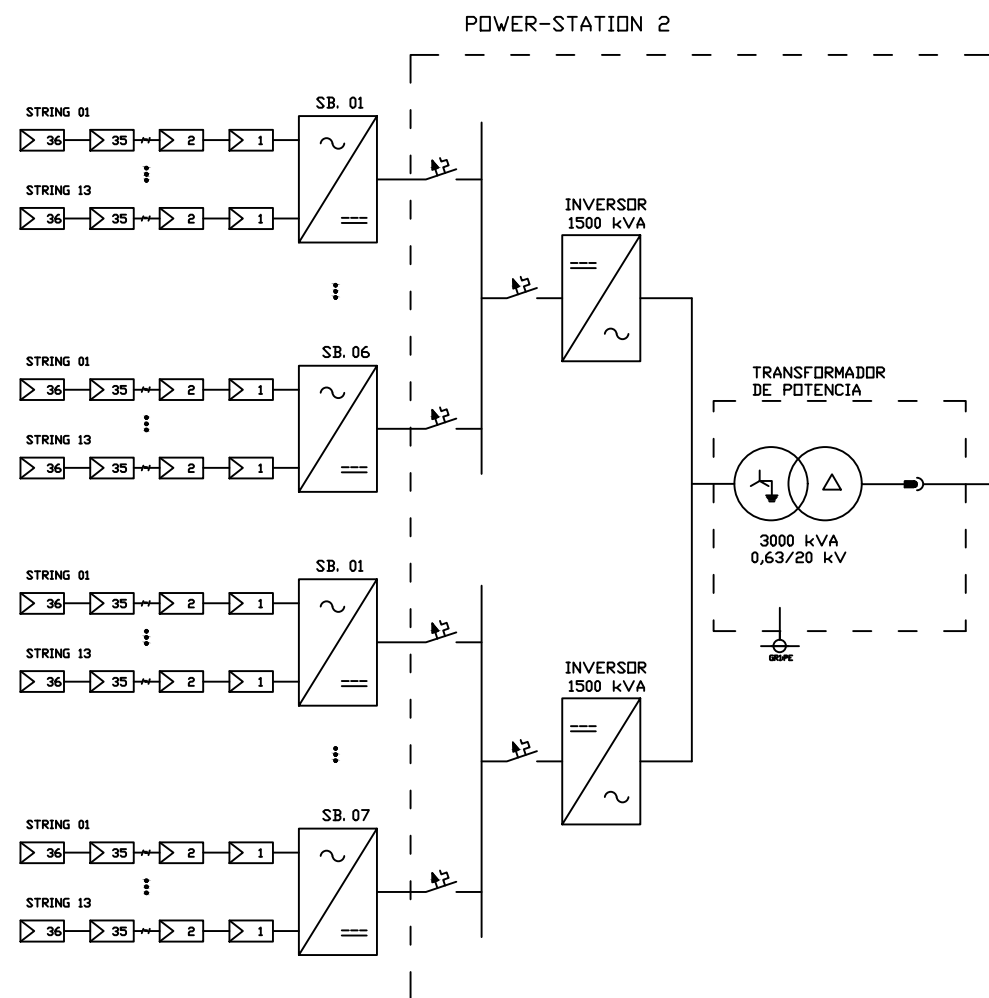 POWER-STATION 2
SB. 01
STRING 01
36 35 2 1
STRING 13
36 35 2 1
INVERSOR
1500 kVA
SB. 06
STRING 01
36 35 2 1
STRING 13
36 35 2 1
TRANSFORMADOR
DE POTENCIA
3000 kVA
0,63/20 kV
SB. 01
STRING 01
36 35 2 1
STRING 13
36 35 2 1
INVERSOR
1500 kVA
SB. 07
STRING 01
36 35 2 1
STRING 13
36 35 2 1